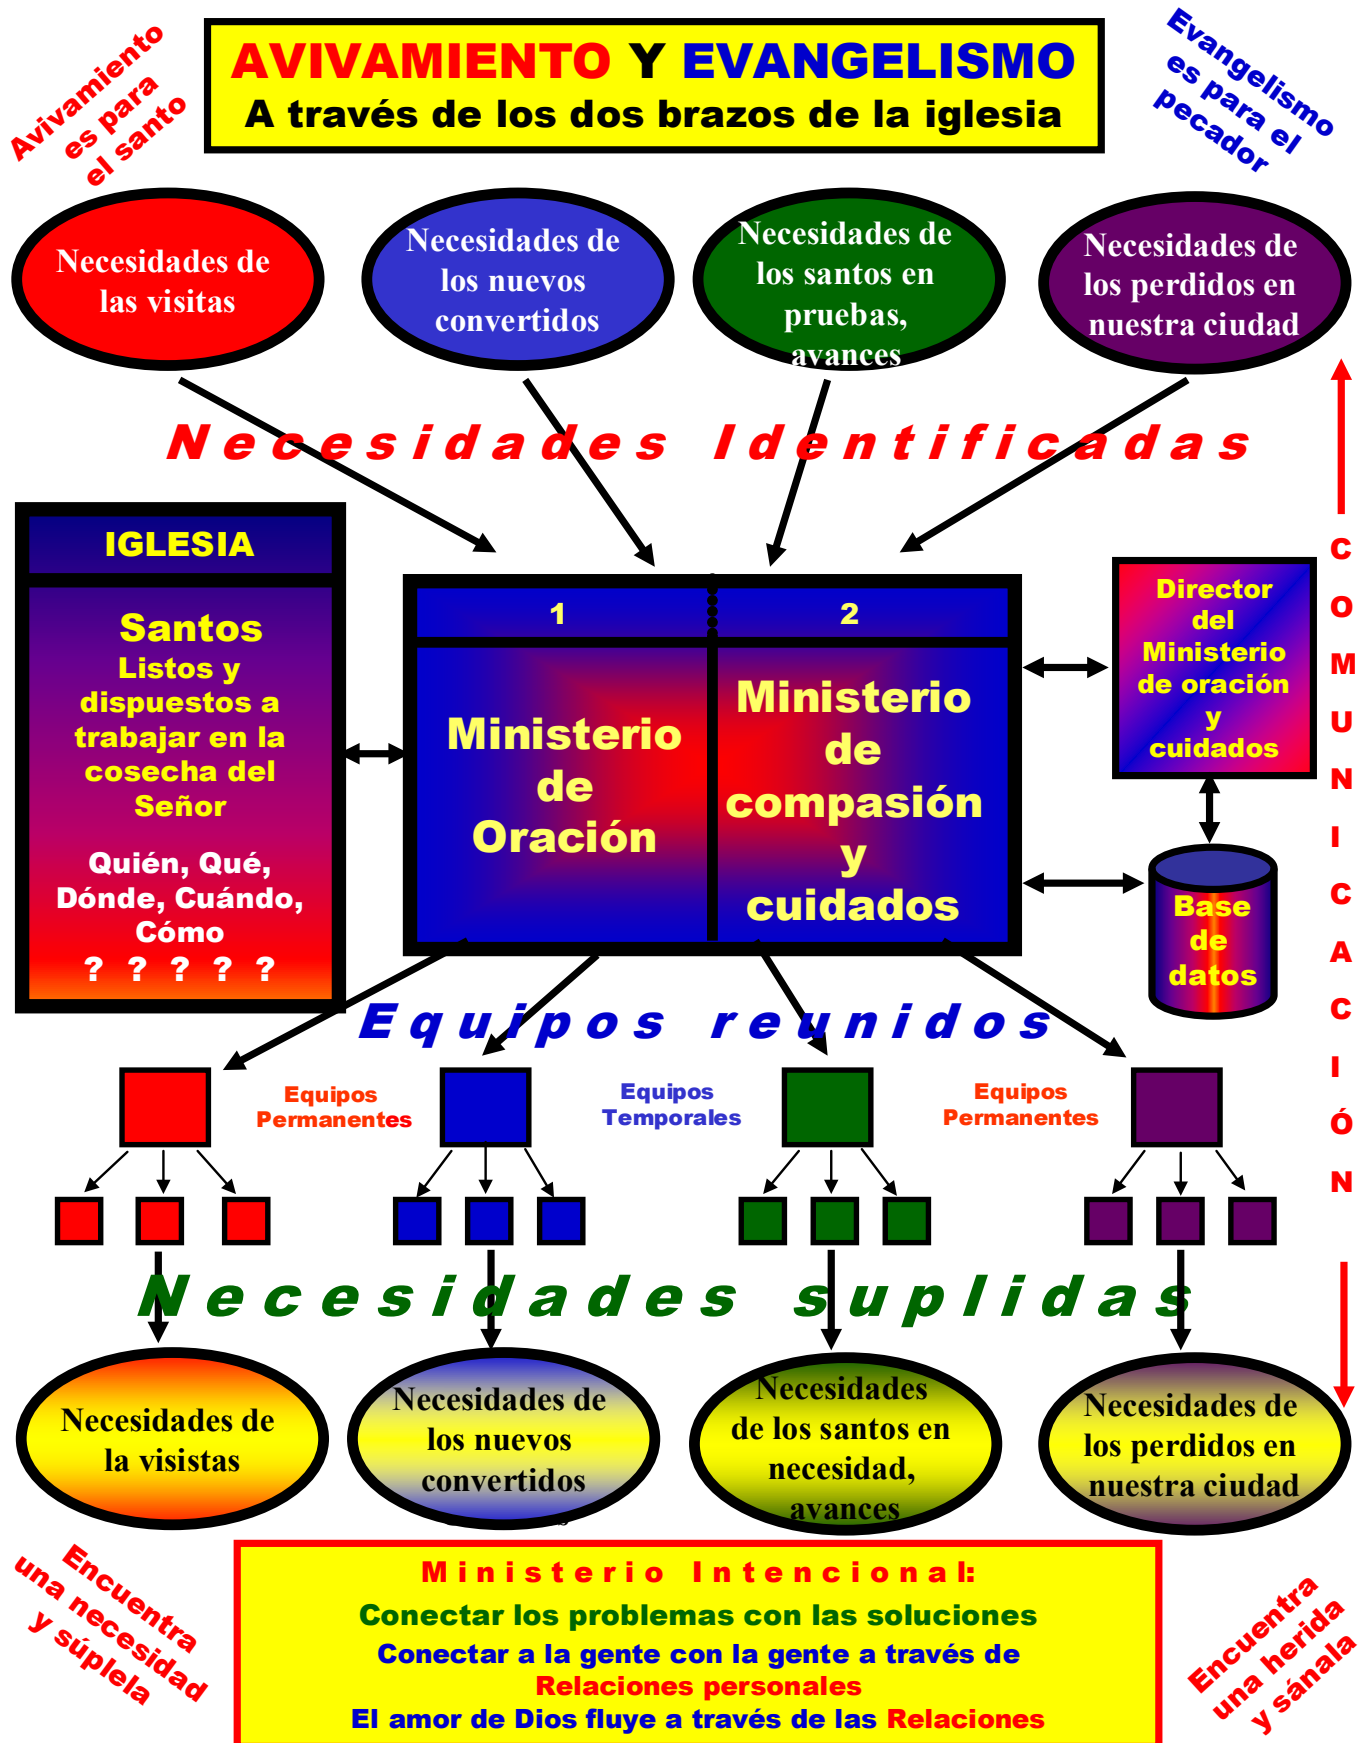 Avivamiento
es para
el santo
AVIVAMIENTO Y EVANGELISMO
A través de los dos brazos de la iglesia
Evangelismo
es para el
pecador
Necesidades de
las visitas
Necesidades de
los nuevos
convertidos
Necesidades de
los santos en
pruebas,
avances
Necesidades de
los perdidos en
nuestra ciudad
Necesidades Identificadas
IGLESIA
Santos
Listos y
dispuestos a
trabajar en la
cosecha del
Señor
Quién, Qué,
Dónde, Cuándo,
Cómo
? ? ? ? ?
1
Ministerio
de
Oración
2
Ministerio
de
compasión
y
cuidados
Director
del
Ministerio
de oración
y
cuidados
Base
de
datos
COMUNICACIÓN
Equipos reunidos
Equipos
Permanentes
Equipos
Temporales
Equipos
Permanentes
Necesidades suplidas
Necesidades de
la visistas
Necesidades de
los nuevos
convertidos
Necesidades
de los santos en
necesidad,
avances
Necesidades de
los perdidos en
nuestra ciudad
Encuentra
una necesidad
y súplela
Ministerio Intencional:
Conectar los problemas con las soluciones
Conectar a la gente con la gente a través de
Relaciones personales
El amor de Dios fluye a través de las Relaciones
Encuentra
una herida
y sánala